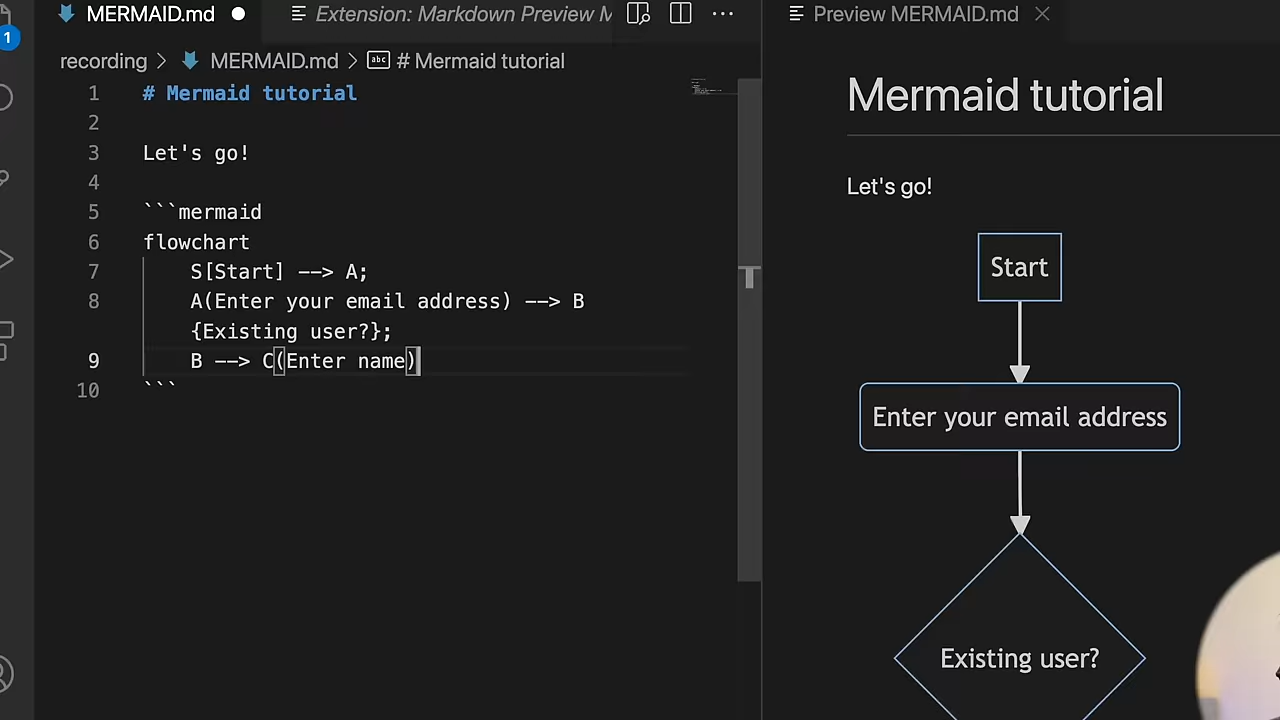 MERMAID.md
Extension: Markdown Preview M
Preview MERMAID.md
1
recording > MERMAID.md > abc # Mermaid tutorial
1 # Mermaid tutorial
2
3 Let's go!
4
5 ```mermaid
6 flowchart
7 S[Start] --> A;
8 A(Enter your email address) --> B
{Existing user?};
9 B --> C(Enter name)
10 ```
Mermaid tutorial
Let's go!
Start
Enter your email address
Existing user?